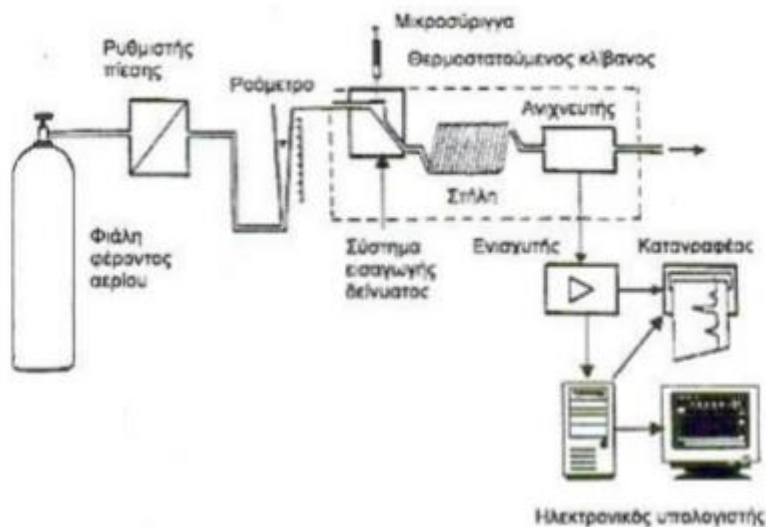 Μικροσύριγγα
Ρυθμιστής
πίεσης
Θερμοστατούμενος κλίβανος
Ροόμετρο
Ανιχνευτής
Στήλη
Φιάλη
φέροντος
αερίου
Σύστημα
εισαγωγής
δείγματος
Ενισχυτής
Καταγραφέας
Ηλεκτρονικός υπολογιστής